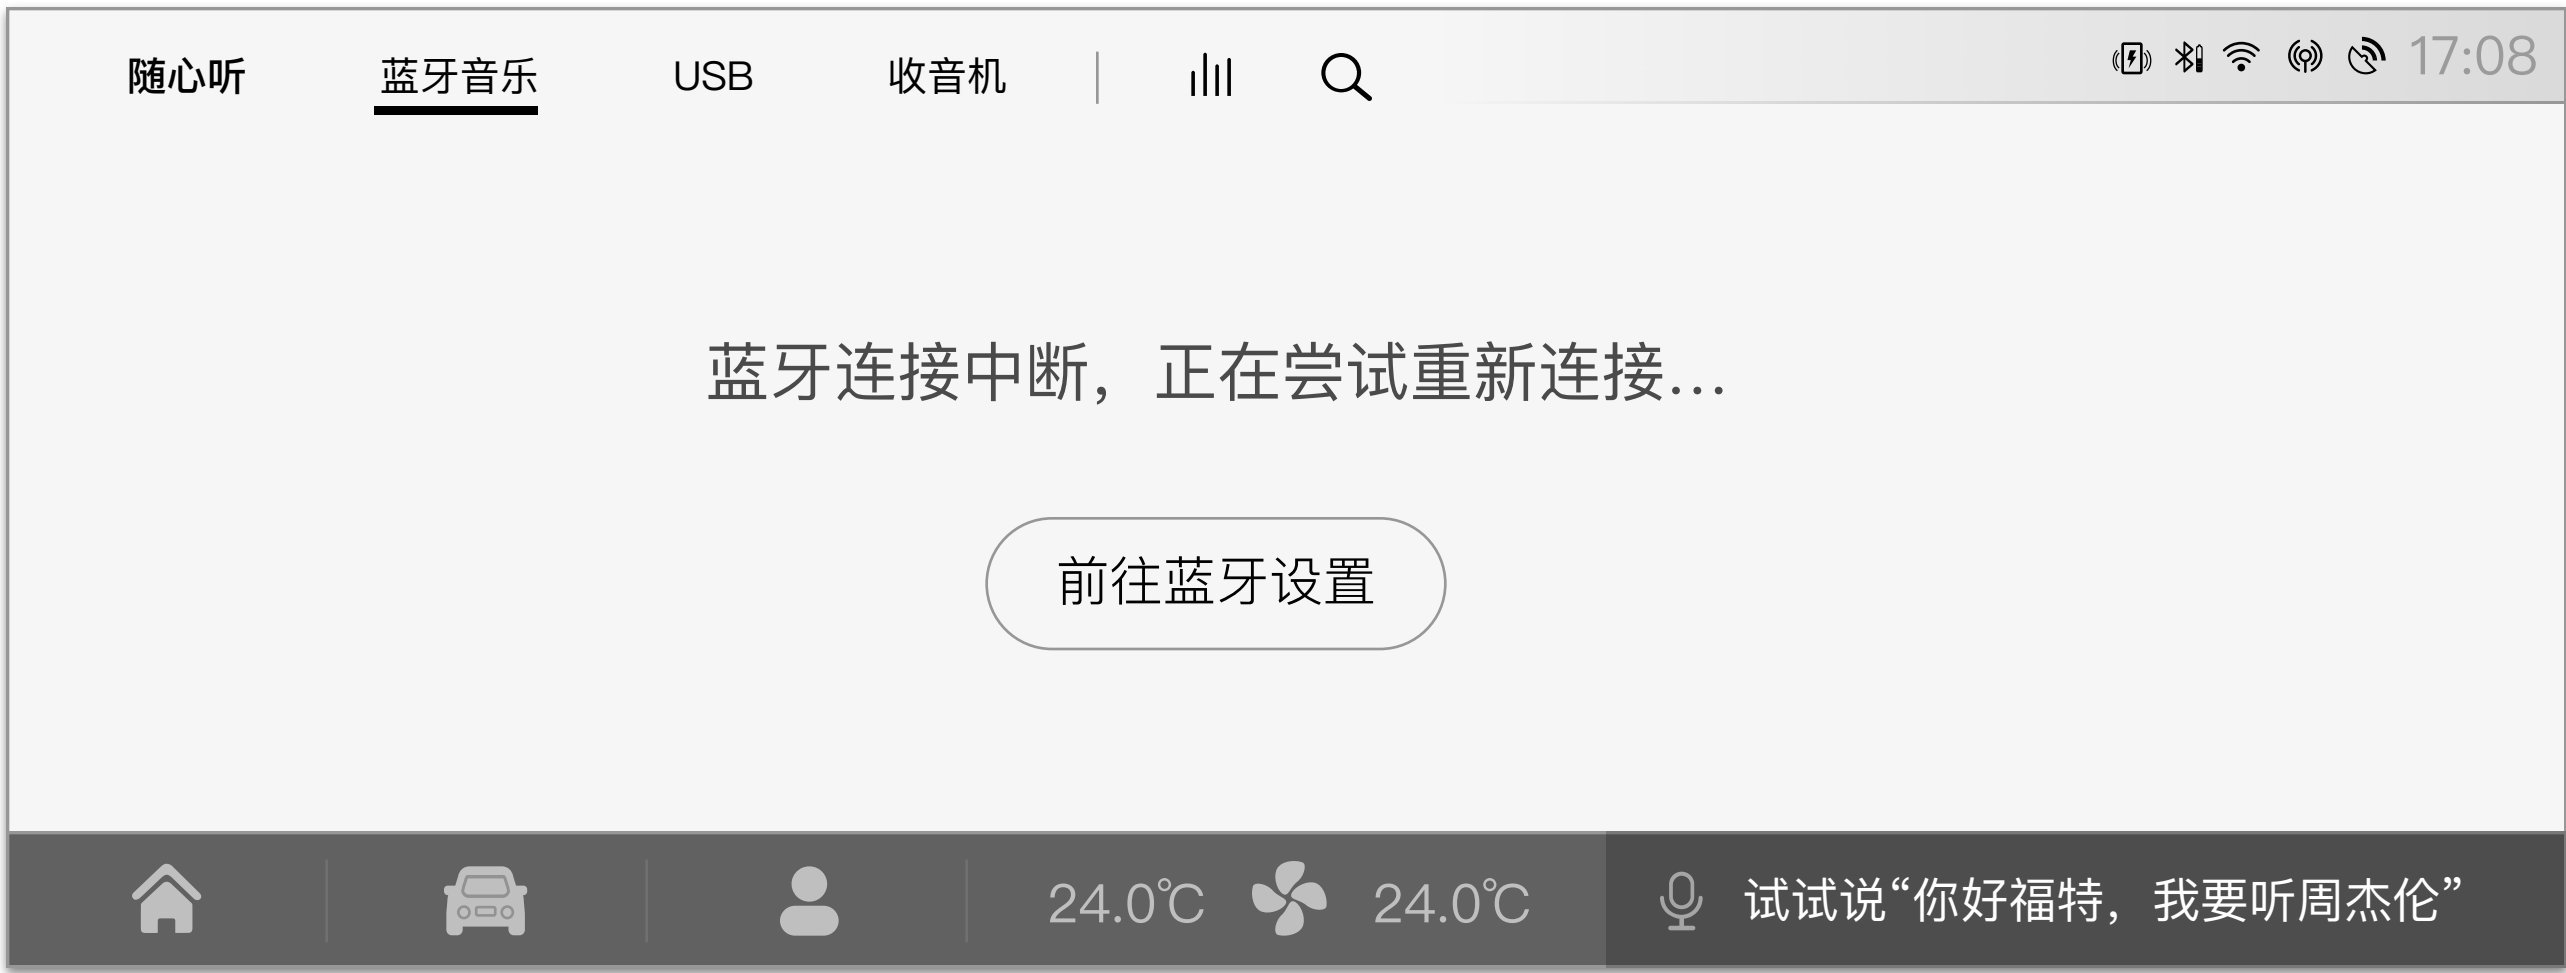 随心听 蓝牙音乐 USB 收音机 17:08
蓝牙连接中断，正在尝试重新连接...
前往蓝牙设置
24.0℃ 24.0℃ 试试说“你好福特，我要听周杰伦”